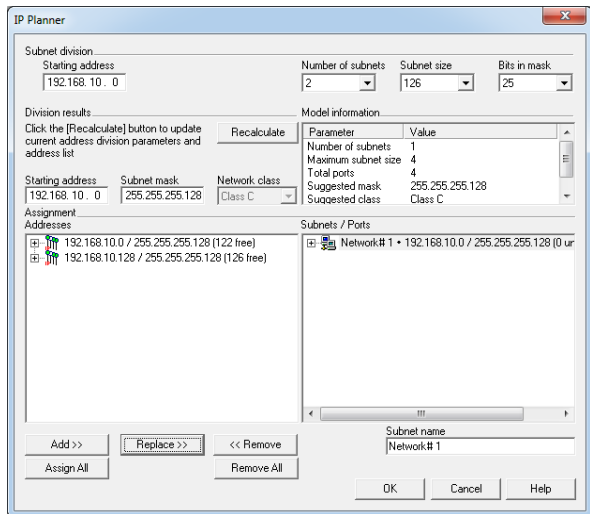 IP Planner
x
Subnet division
Starting address
192.168. 10 . 0
Number of subnets
2
Subnet size
126
Bits in mask
25
Division results
Click the [Recalculate] button to update
current address division parameters and
address list
Recalculate
Starting address
192.168. 10 . 0
Subnet mask
255.255.255.128
Network class
Class C
Model information
Parameter Value
Number of subnets 1
Maximum subnet size 4
Total ports 4
Suggested mask 255.255.255.128
Suggested class Class C
Assignment
Addresses
192.168.10.0 / 255.255.255.128 (122 free)
192.168.10.128 / 255.255.255.128 (126 free)
Subnets / Ports
Network# 1 • 192.168.10.0 / 255.255.255.128 (0 ur
Add >>
Replace >>
<< Remove
Assign All
Remove All
Subnet name
Network# 1
OK
Cancel
Help